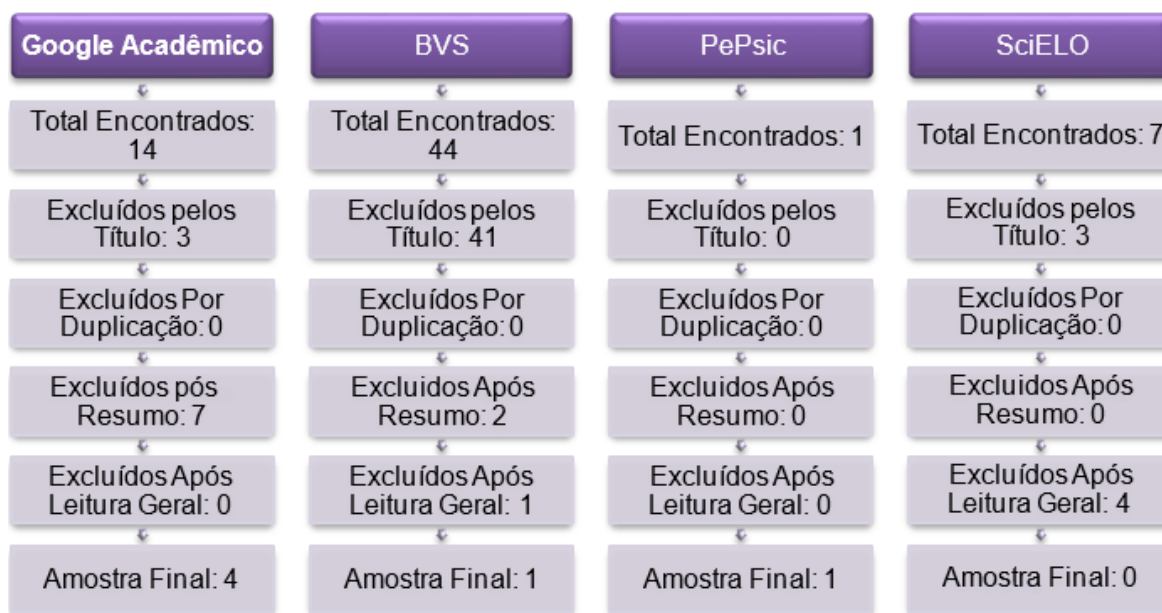 Google Acadêmico
Total Encontrados:
14
Excluídos pelos
Título: 3
Excluídos Por
Duplicação: 0
Excluídos pós
Resumo: 7
Excluídos Após
Leitura Geral: 0
Amostra Final: 4
BVS
Total Encontrados:
44
Excluídos pelos
Título: 41
Excluídos Por
Duplicação: 0
Excluidos Após
Resumo: 2
Excluídos Após
Leitura Geral: 1
Amostra Final: 1
PePsic
Total Encontrados: 1
Excluídos pelos
Título: 0
Excluídos Por
Duplicação: 0
Excluidos Após
Resumo: 0
Excluídos Após
Leitura Geral: 0
Amostra Final: 1
SciELO
Total Encontrados: 7
Excluídos pelos
Título: 3
Excluídos Por
Duplicação: 0
Excluidos Após
Resumo: 0
Excluídos Após
Leitura Geral: 4
Amostra Final: 0